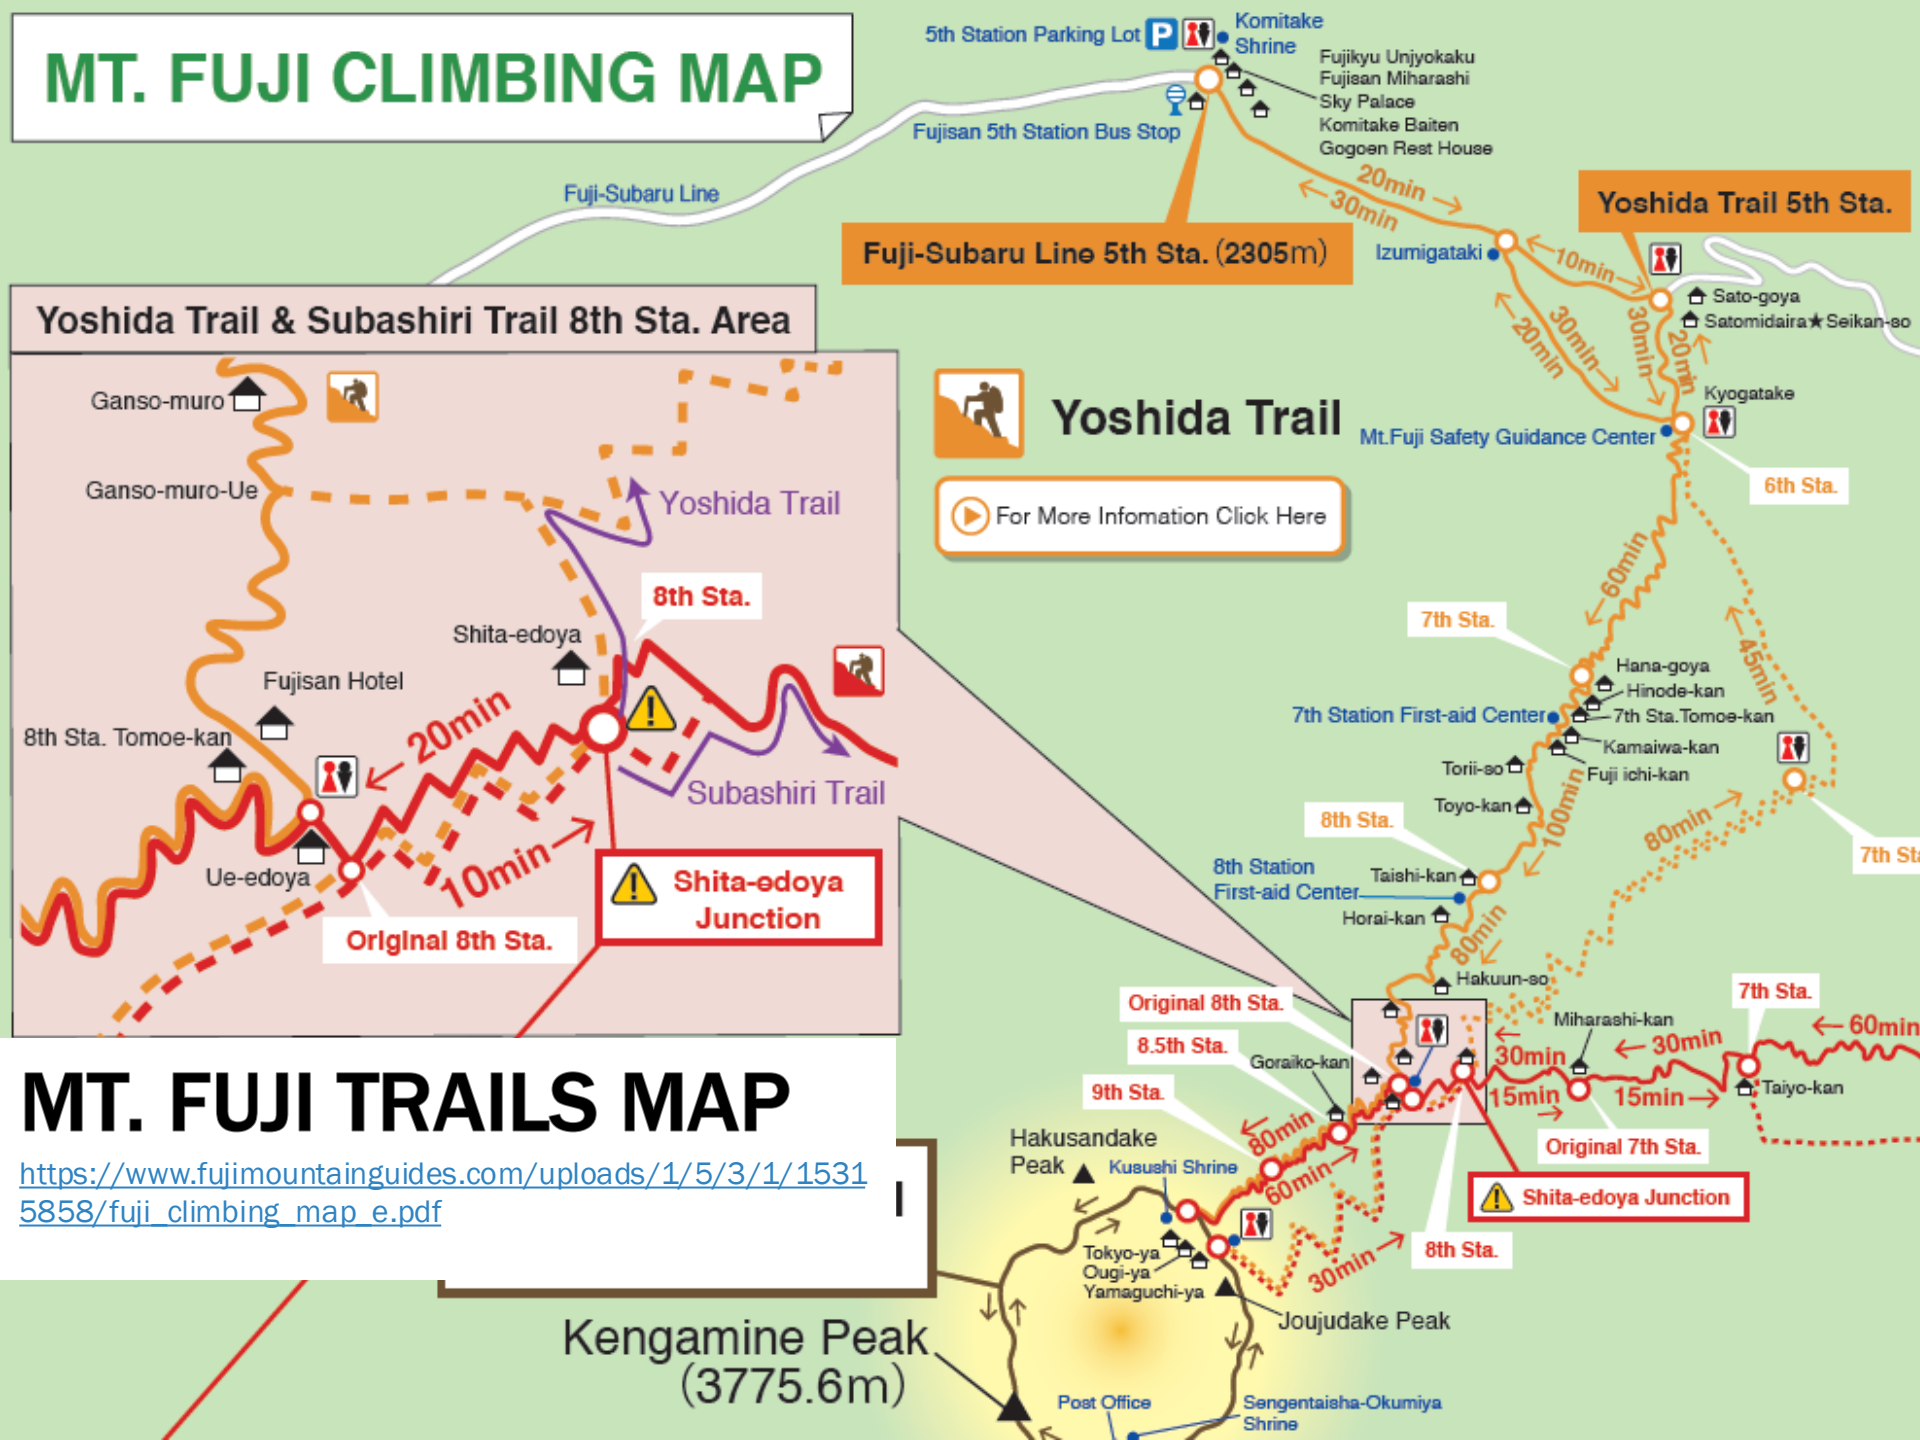 MT. FUJI CLIMBING MAP
5th Station Parking Lot
P
Komitake
Shrine
Fujikyu Unjyokaku
Fujisan Miharashi
Sky Palace
Komitake Baiten
Gogoen Rest House
Fujisan 5th Station Bus Stop
Fuji-Subaru Line
20min
30min
Yoshida Trail 5th Sta.
Fuji-Subaru Line 5th Sta. (2305m)
Izumigataki
10min
Sato-goya
Satomidaira★Seikan-so
30min
20min
30min
20min
Kyogatake
Mt.Fuji Safety Guidance Center
6th Sta.
Yoshida Trail
For More Infomation Click Here
Yoshida Trail & Subashiri Trail 8th Sta. Area
Ganso-muro
Ganso-muro-Ue
Yoshida Trail
8th Sta.
Shita-edoya
Fujisan Hotel
8th Sta. Tomoe-kan
20min
Subashiri Trail
Ue-edoya
10min
Shita-edoya
Junction
Original 8th Sta.
60min
7th Sta.
45min
Hana-goya
Hinode-kan
7th Station First-aid Center
7th Sta.Tomoe-kan
Kamaiwa-kan
Fuji ichi-kan
Torii-so
Toyo-kan
100min
8th Sta.
80min
7th Sta
8th Station
First-aid Center
Taishi-kan
Horai-kan
80min
Hakuun-so
Original 8th Sta.
7th Sta.
8.5th Sta.
Miharashi-kan
60min
Goraiko-kan
30min
30min
9th Sta.
15min
15min
Taiyo-kan
80min
Original 7th Sta.
Hakusandake
Peak
Kusushi Shrine
60min
Shita-edoya Junction
8th Sta.
Tokyo-ya
Ougi-ya
Yamaguchi-ya
30min
Joujudake Peak
MT. FUJI TRAILS MAP
https://www.fujimountainguides.com/uploads/1/5/3/1/1531
5858/fuji_climbing_map_e.pdf
Kengamine Peak
(3775.6m)
Post Office
Sengentaisha-Okumiya
Shrine